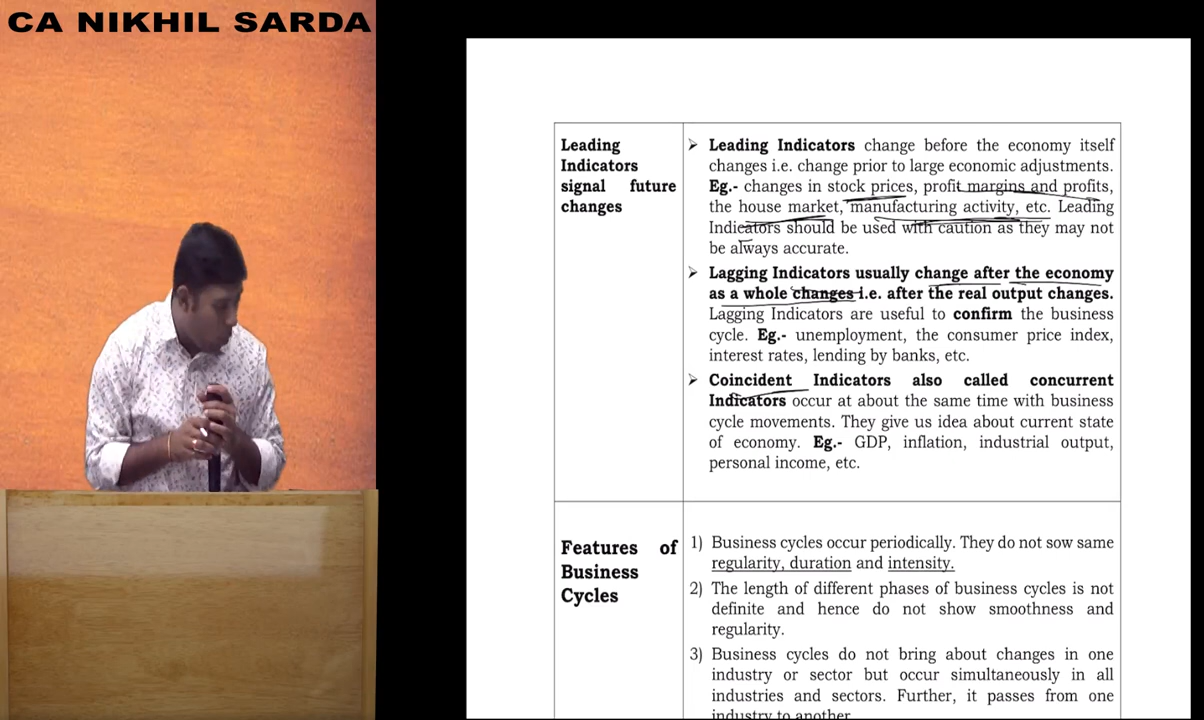 CA NIKHIL SARDA
Leading
Indicators
signal future
changes
➢ Leading Indicators change before the economy itself
changes i.e. change prior to large economic adjustments.
Eg.- changes in stock prices, profit margins and profits,
the house market, manufacturing activity, etc. Leading
Indicators should be used with caution as they may not
be always accurate.
➢ Lagging Indicators usually change after the economy
as a whole changes i.e. after the real output changes.
Lagging Indicators are useful to confirm the business
cycle. Eg.- unemployment, the consumer price index,
interest rates, lending by banks, etc.
➢ Coincident Indicators also called concurrent
Indicators occur at about the same time with business
cycle movements. They give us idea about current state
of economy. Eg.- GDP, inflation, industrial output,
personal income, etc.
Features of
Business
Cycles
1) Business cycles occur periodically. They do not sow same
regularity, duration and intensity.
2) The length of different phases of business cycles is not
definite and hence do not show smoothness and
regularity.
3) Business cycles do not bring about changes in one
industry or sector but occur simultaneously in all
industries and sectors. Further, it passes from one
industry to another